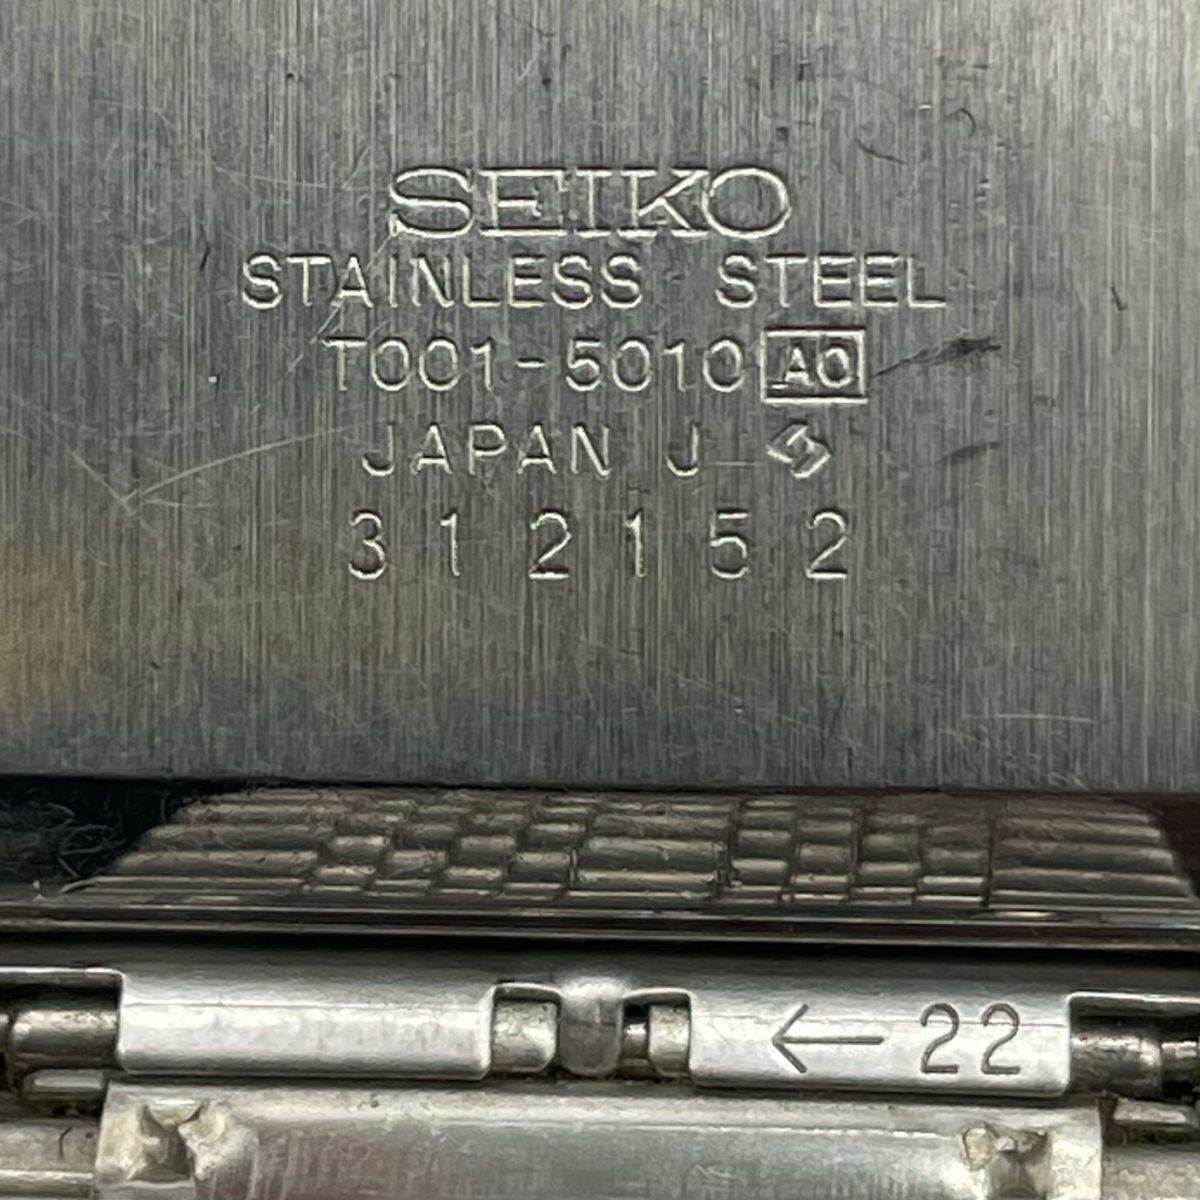 SEIKO
STAINLESS STEEL
T001-5010 A0
JAPAN J
312152
←22